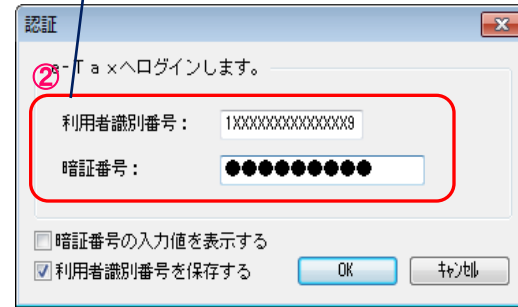 認証
② e-Taxへログインします。
利用者識別番号： 1XXXXXXXXXXXXXX9
暗証番号： ●●●●●●●●●
暗証番号の入力値を表示する
利用者識別番号を保存する OK ｷｬﾝｾﾙ